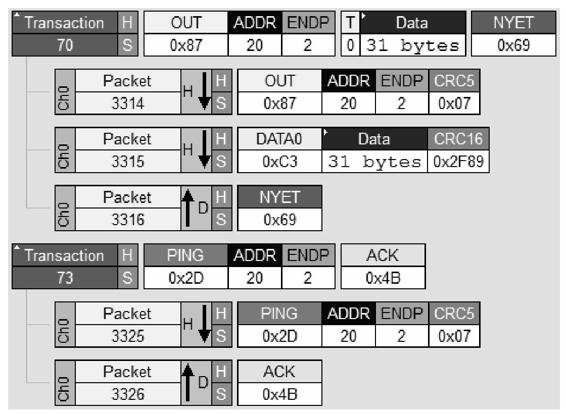 Transaction H OUT ADDR ENDP T Data NYET
70 S 0x87 20 2 0 31 bytes 0x69
Ch0 Packet H H OUT ADDR ENDP CRC5
3314 S 0x87 20 2 0x07
Ch0 Packet H H DATA0 Data CRC16
3315 S 0xC3 31 bytes 0x2F89
Ch0 Packet D H NYET
3316 S 0x69
Transaction H PING ADDR ENDP ACK
73 S 0x2D 20 2 0x4B
Ch0 Packet H H PING ADDR ENDP CRC5
3325 S 0x2D 20 2 0x07
Ch0 Packet D H ACK
3326 S 0x4B